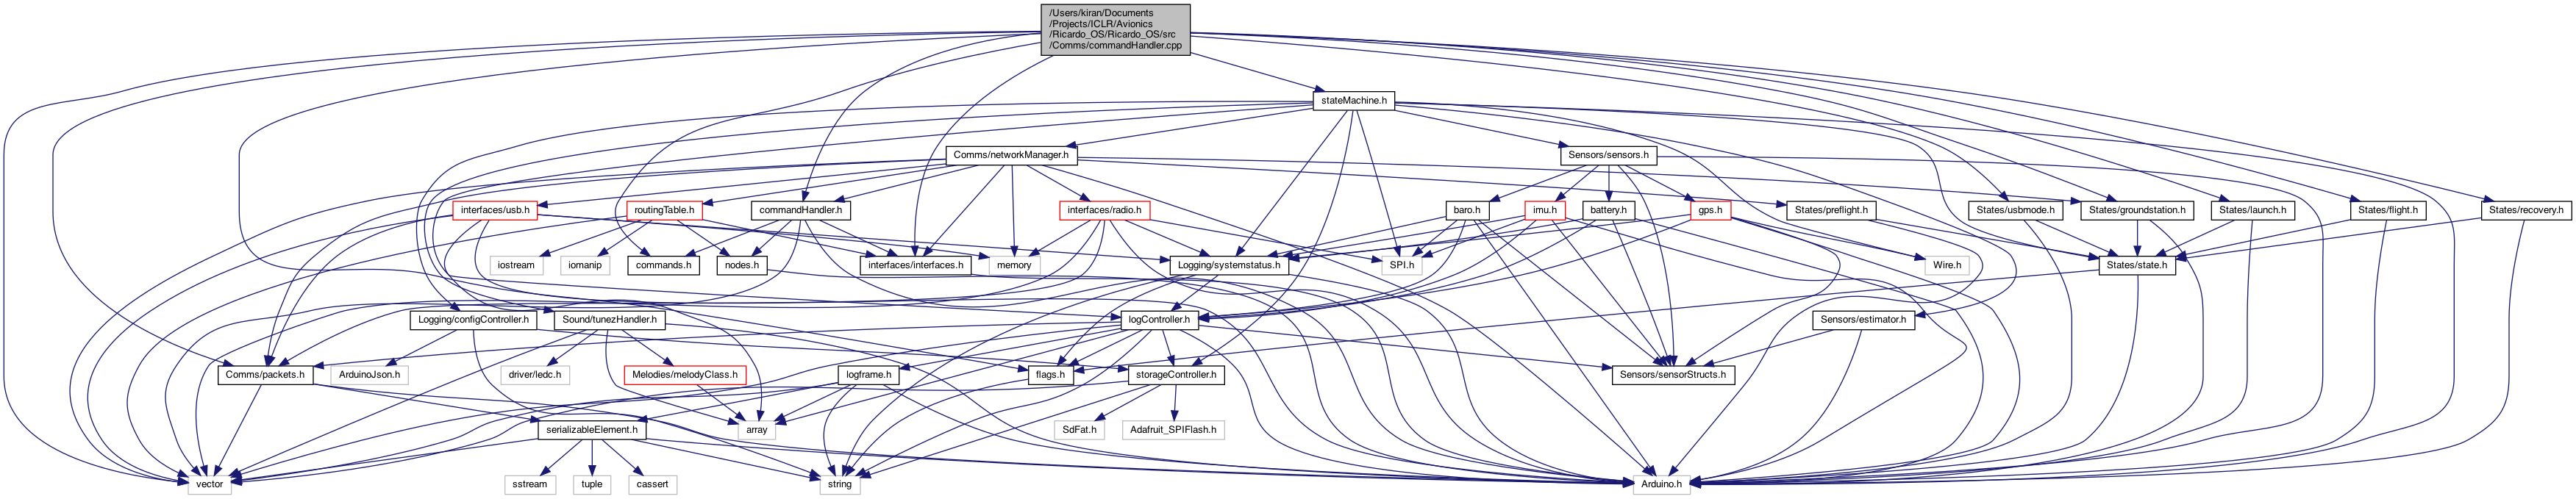 /Users/kiran/Documents
/Projects/ICLR/Avionics
/Ricardo_OS/Ricardo_OS/src
/Comms/commandHandler.cpp
stateMachine.h
Comms/networkManager.h
Sensors/sensors.h
interfaces/usb.h
routingTable.h
commandHandler.h
interfaces/radio.h
baro.h
imu.h
battery.h
gps.h
States/preflight.h
States/usbmode.h
States/groundstation.h
States/launch.h
States/flight.h
States/recovery.h
iostream
iomanip
commands.h
nodes.h
interfaces/interfaces.h
memory
Logging/systemstatus.h
SPI.h
Wire.h
States/state.h
Logging/configController.h
Sound/tunezHandler.h
logController.h
Sensors/estimator.h
Comms/packets.h
ArduinoJson.h
driver/ledc.h
Melodies/melodyClass.h
logframe.h
flags.h
storageController.h
Sensors/sensorStructs.h
serializableElement.h
array
SdFat.h
Adafruit_SPIFlash.h
vector
sstream
tuple
cassert
string
Arduino.h